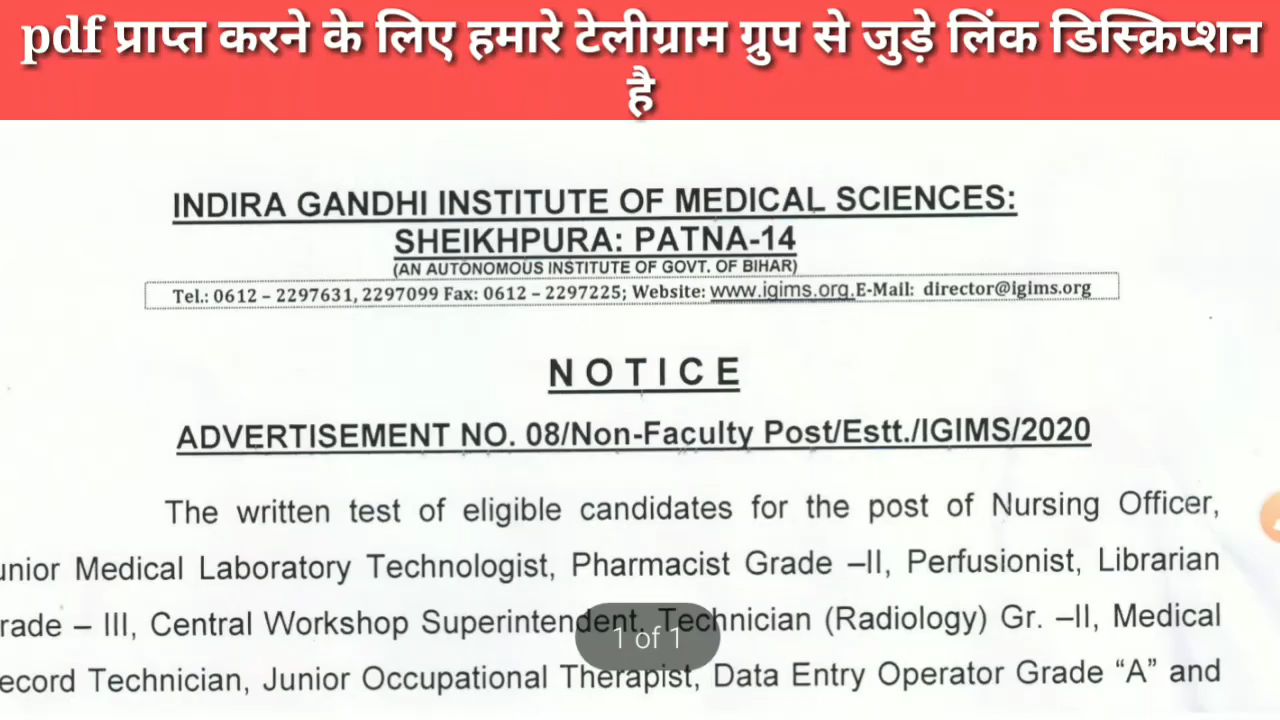 pdf प्राप्त करने के लिए हमारे टेलीग्राम ग्रुप से जुड़े लिंक डिस्क्रिप्शन
है
INDIRA GANDHI INSTITUTE OF MEDICAL SCIENCES:
SHEIKHPURA: PATNA-14
(AN AUTONOMOUS INSTITUTE OF GOVT. OF BIHAR)
Tel.: 0612 – 2297631, 2297099 Fax: 0612 – 2297225; Website: www.igims.org.E-Mail: director@igims.org
N O T I C E
ADVERTISEMENT NO. 08/Non-Faculty Post/Estt./IGIMS/2020
The written test of eligible candidates for the post of Nursing Officer,
unior Medical Laboratory Technologist, Pharmacist Grade –II, Perfusionist, Librarian
rade – III, Central Workshop Superintendent, Technician (Radiology) Gr. –II, Medical
1 of 1
ecord Technician, Junior Occupational Therapist, Data Entry Operator Grade “A” and